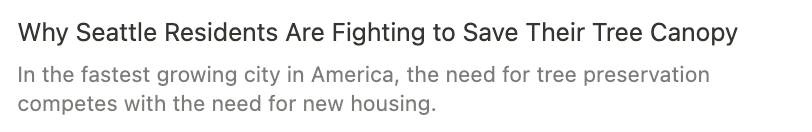 Why Seattle Residents Are Fighting to Save Their Tree Canopy
In the fastest growing city in America, the need for tree preservation
competes with the need for new housing.